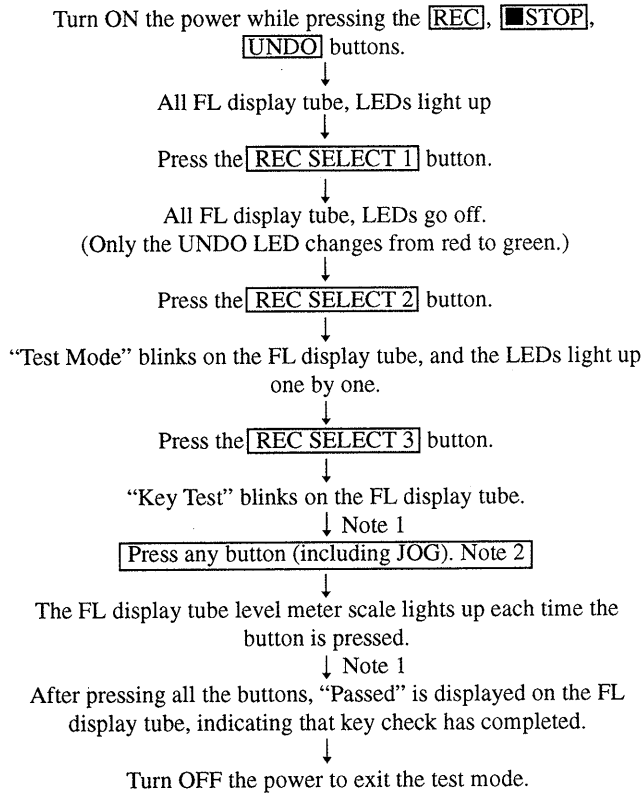 Turn ON the power while pressing the REC, ■STOP,
UNDO buttons.
↓
All FL display tube, LEDs light up
↓
Press the REC SELECT 1 button.
↓
All FL display tube, LEDs go off.
(Only the UNDO LED changes from red to green.)
↓
Press the REC SELECT 2 button.
↓
“Test Mode” blinks on the FL display tube, and the LEDs light up
one by one.
↓
Press the REC SELECT 3 button.
↓
“Key Test” blinks on the FL display tube.
↓ Note 1
Press any button (including JOG). Note 2
↓
The FL display tube level meter scale lights up each time the
button is pressed.
↓ Note 1
After pressing all the buttons, “Passed” is displayed on the FL
display tube, indicating that key check has completed.
↓
Turn OFF the power to exit the test mode.